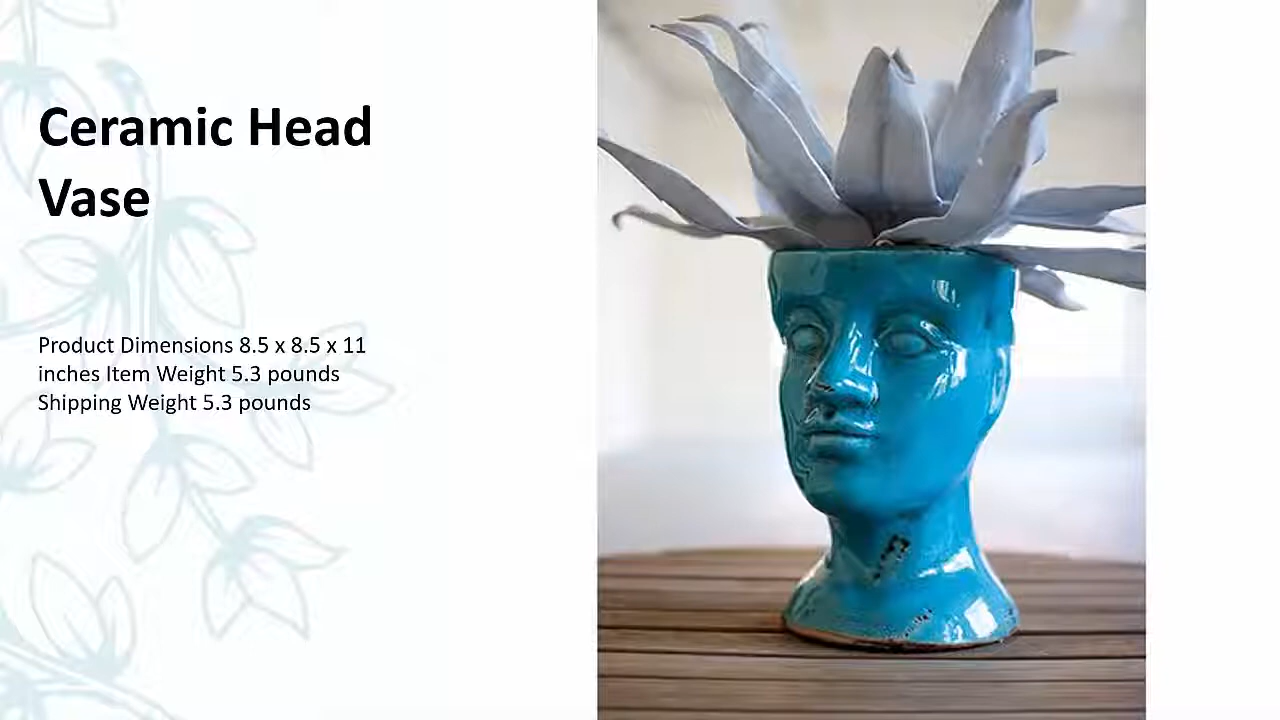 Ceramic Head
Vase
Product Dimensions 8.5 x 8.5 x 11
inches Item Weight 5.3 pounds
Shipping Weight 5.3 pounds